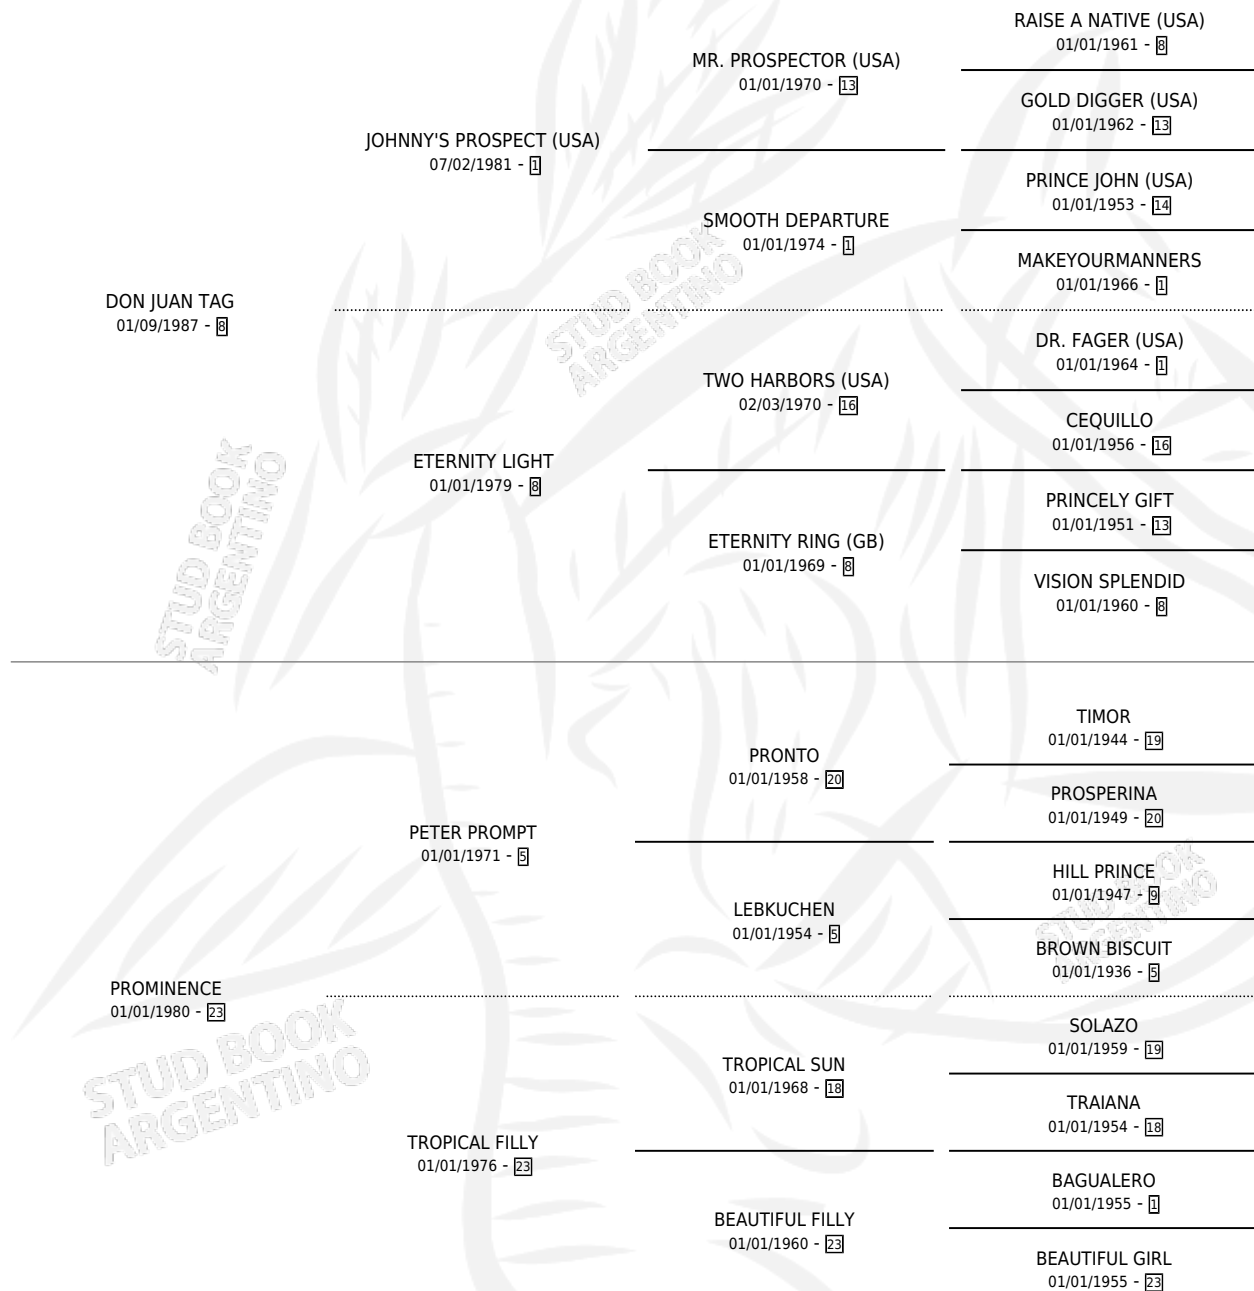 RAISE A NATIVE (USA)
01/01/1961 - 8
MR. PROSPECTOR (USA)
01/01/1970 - 13
GOLD DIGGER (USA)
01/01/1962 - 13
JOHNNY'S PROSPECT (USA)
07/02/1981 - 1
PRINCE JOHN (USA)
01/01/1953 - 14
SMOOTH DEPARTURE
01/01/1974 - 1
MAKEYOURMANNERS
01/01/1966 - 1
DON JUAN TAG
01/09/1987 - 8
DR. FAGER (USA)
01/01/1964 - 1
TWO HARBORS (USA)
02/03/1970 - 16
CEQUILLO
01/01/1956 - 16
ETERNITY LIGHT
01/01/1979 - 8
PRINCELY GIFT
01/01/1951 - 13
ETERNITY RING (GB)
01/01/1969 - 8
VISION SPLENDID
01/01/1960 - 8
STUD BOOK
ARGENTINO
STUD BOOK
ARGENTINO
TIMOR
01/01/1944 - 19
PRONTO
01/01/1958 - 20
PROSPERINA
01/01/1949 - 20
PETER PROMPT
01/01/1971 - 5
HILL PRINCE
01/01/1947 - 9
LEBKUCHEN
01/01/1954 - 5
BROWN BISCUIT
01/01/1936 - 5
PROMINENCE
01/01/1980 - 23
SOLAZO
01/01/1959 - 19
TROPICAL SUN
01/01/1968 - 18
TRAIANA
01/01/1954 - 18
TROPICAL FILLY
01/01/1976 - 23
BAGUALERO
01/01/1955 - 1
BEAUTIFUL FILLY
01/01/1960 - 23
BEAUTIFUL GIRL
01/01/1955 - 23
STUD BOOK
ARGENTINO
STUD BOOK
ARGENTINO